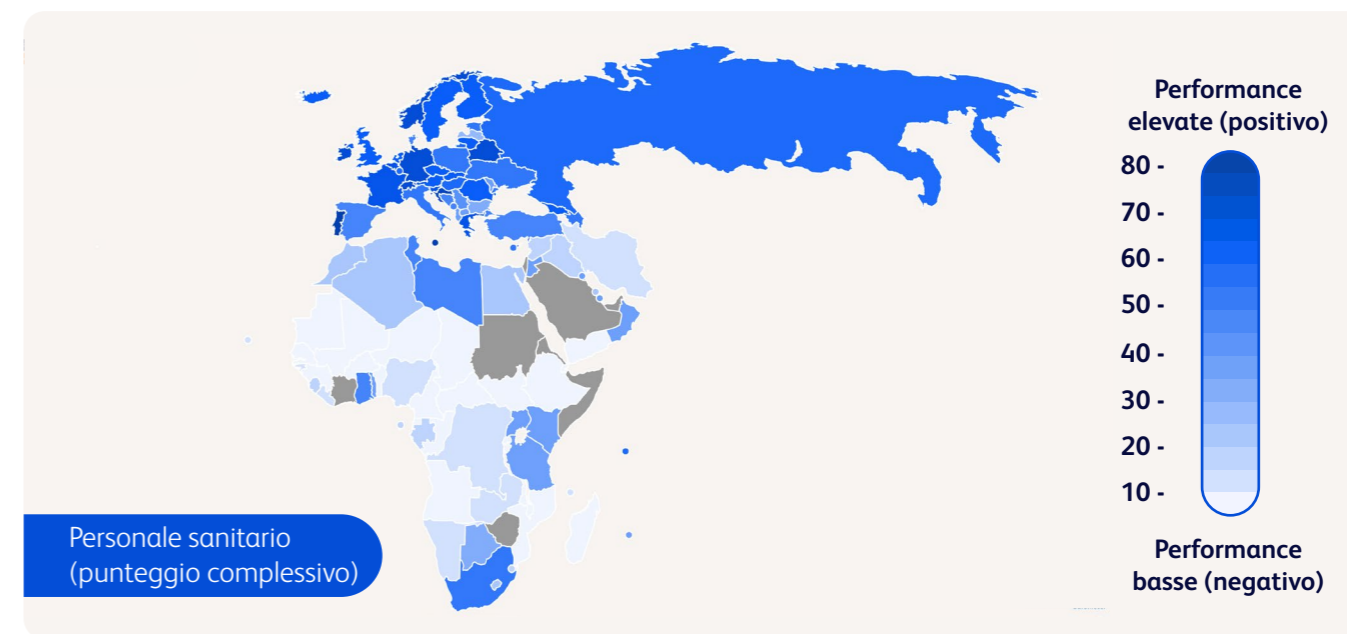 Performance
elevate (positivo)
80 -
70 -
60 -
50 -
40 -
30 -
20 -
10 -
Performance
basse (negativo)
Personale sanitario
(punteggio complessivo)